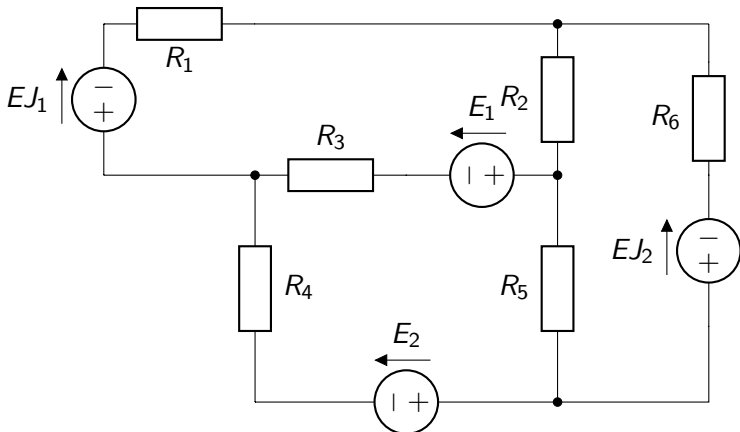 R1
EJ1
− +
R2
E1
R3
− +
R6
EJ2
− +
R4
R5
E2
− +